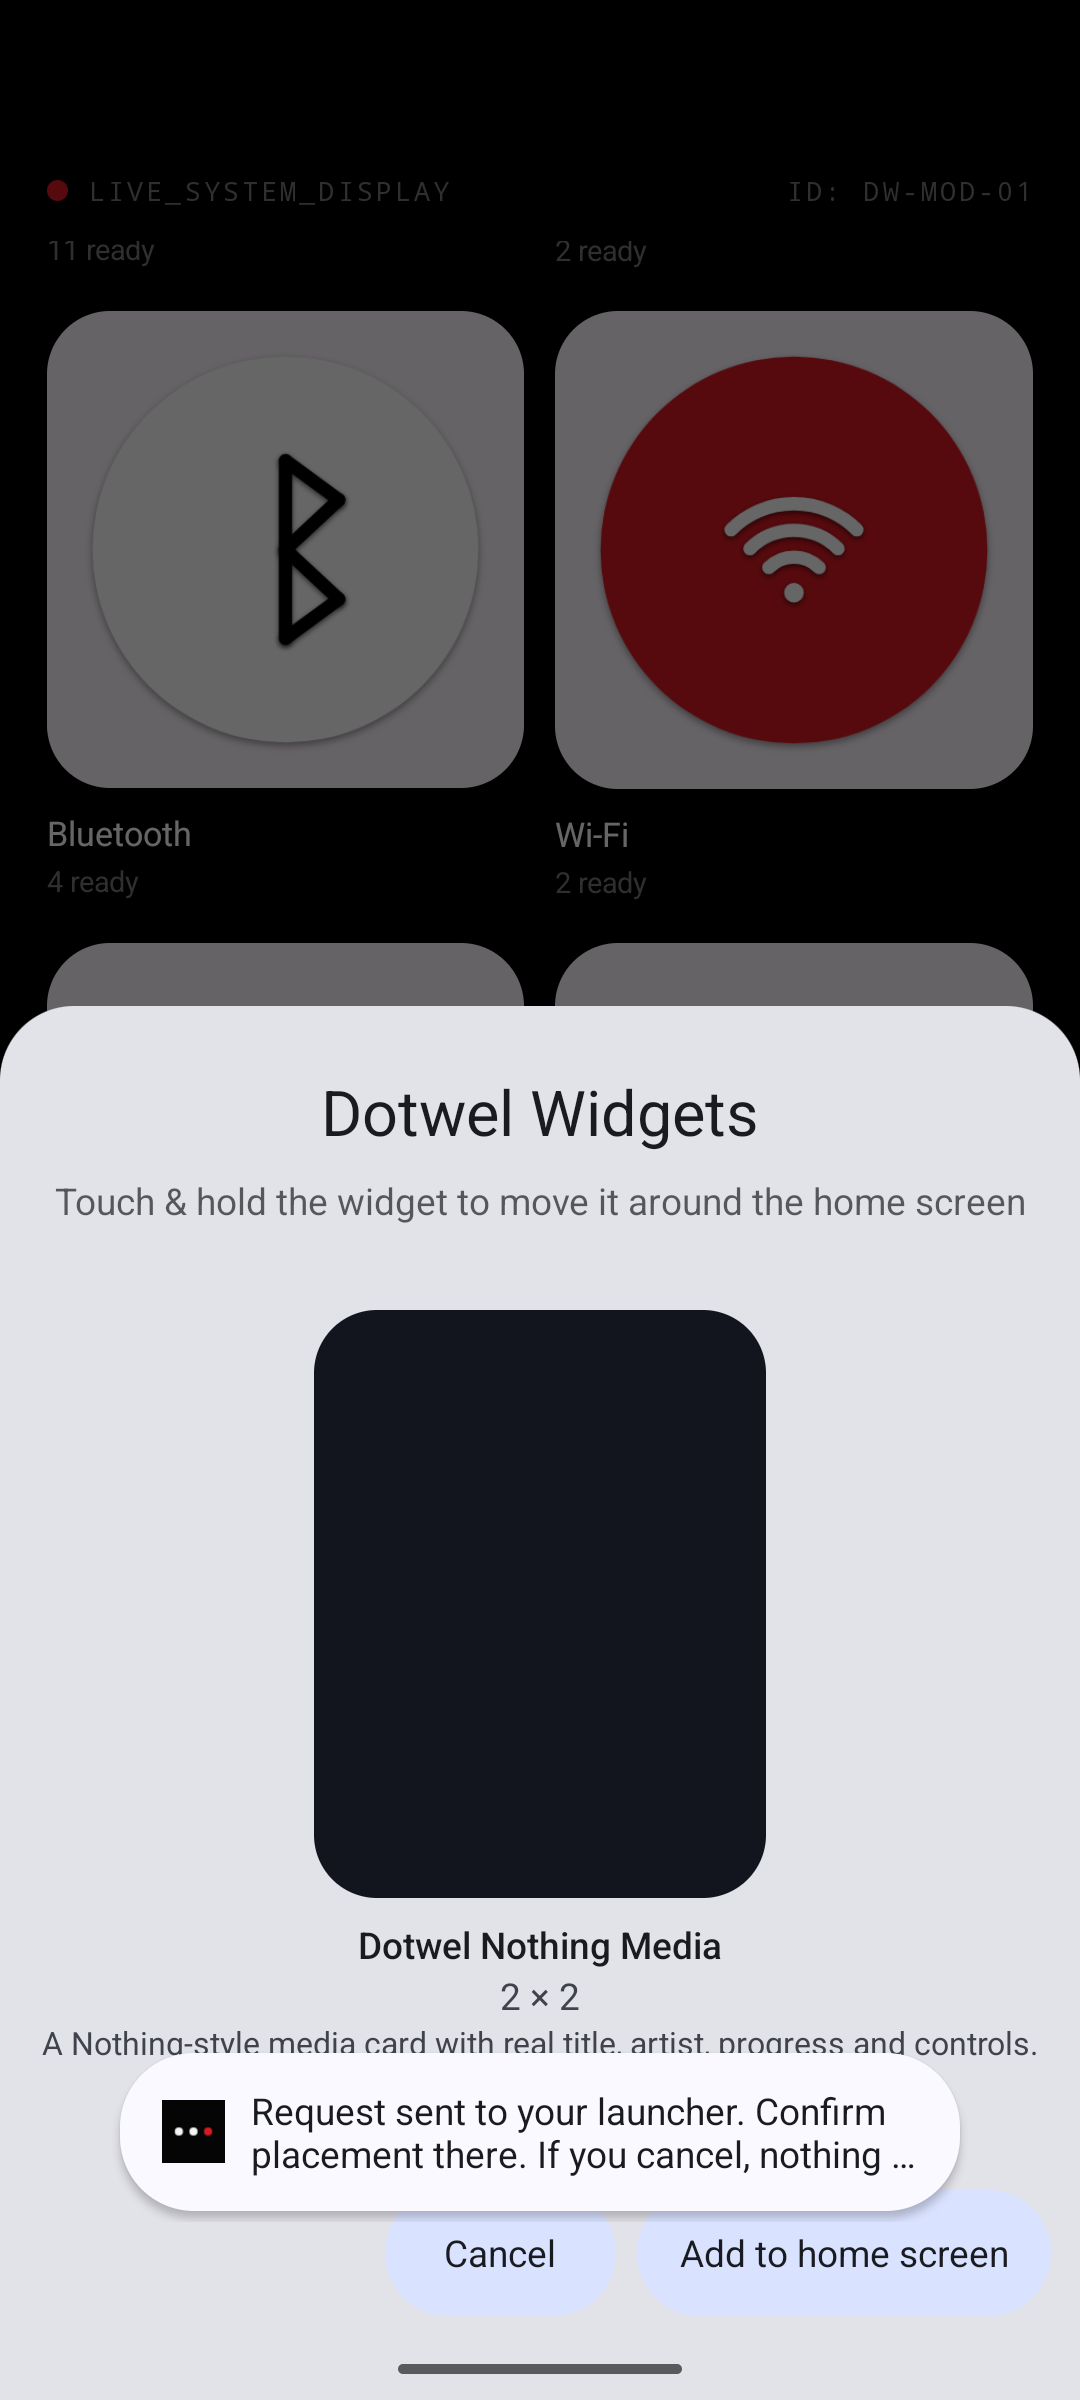 LIVE_SYSTEM_DISPLAY
ID: DW-MOD-01
11 ready
2 ready
Bluetooth
Wi-Fi
4 ready
2 ready
Dotwel Widgets
Touch & hold the widget to move it around the home screen
Dotwel Nothing Media
2 × 2
A Nothing-style media card with real title, artist, progress and controls.
Request sent to your launcher. Confirm
placement there. If you cancel, nothing …
Cancel
Add to home screen